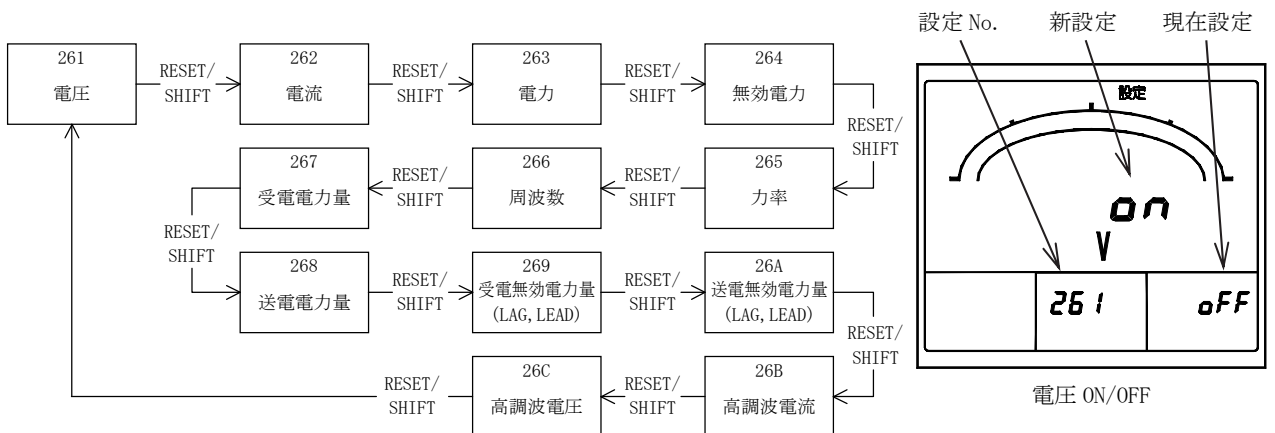 261
電圧
RESET/
SHIFT
262
電流
RESET/
SHIFT
263
電力
RESET/
SHIFT
264
無効電力
RESET/
SHIFT
265
力率
RESET/
SHIFT
266
周波数
RESET/
SHIFT
267
受電電力量
RESET/
SHIFT
268
送電電力量
RESET/
SHIFT
269
受電無効電力量
(LAG,LEAD)
RESET/
SHIFT
26A
送電無効電力量
(LAG,LEAD)
RESET/
SHIFT
26B
高調波電流
RESET/
SHIFT
26C
高調波電圧
RESET/
SHIFT
設定 No.
新設定
現在設定
設定
on
V
261
oFF
電圧 ON/OFF